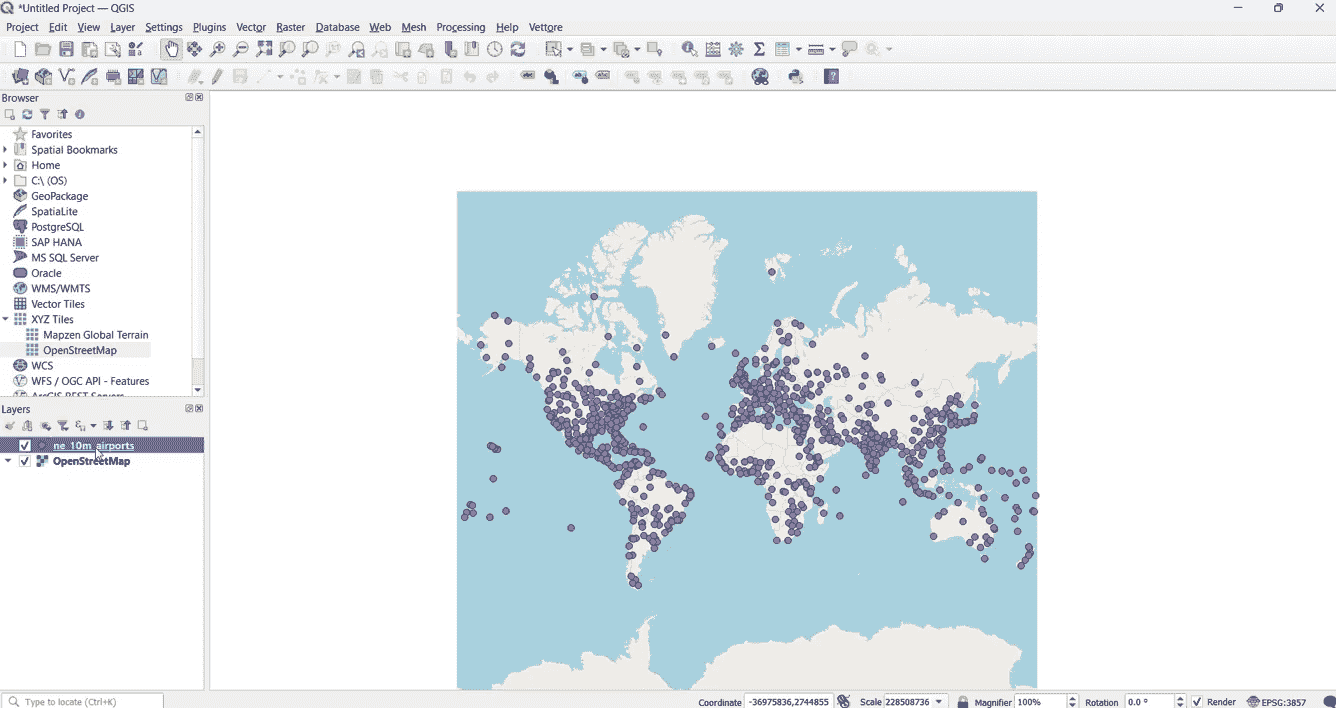 *Untitled Project — QGIS
Project Edit View Layer Settings Plugins Vector Raster Database Web Mesh Processing Help Vettore
Browser
Favorites
Spatial Bookmarks
Home
C:\ (OS)
GeoPackage
SpatiaLite
PostgreSQL
SAP HANA
MS SQL Server
Oracle
WMS/WMTS
Vector Tiles
XYZ Tiles
Mapzen Global Terrain
OpenStreetMap
WCS
WFS / OGC API - Features
ArcGIS REST Servers
Layers
ne_10m_airports
OpenStreetMap
Type to locate (Ctrl+K)
Coordinate -36975836,2744855 Scale 228508736 Magnifier 100% Rotation 0.0 ° Render EPSG:3857